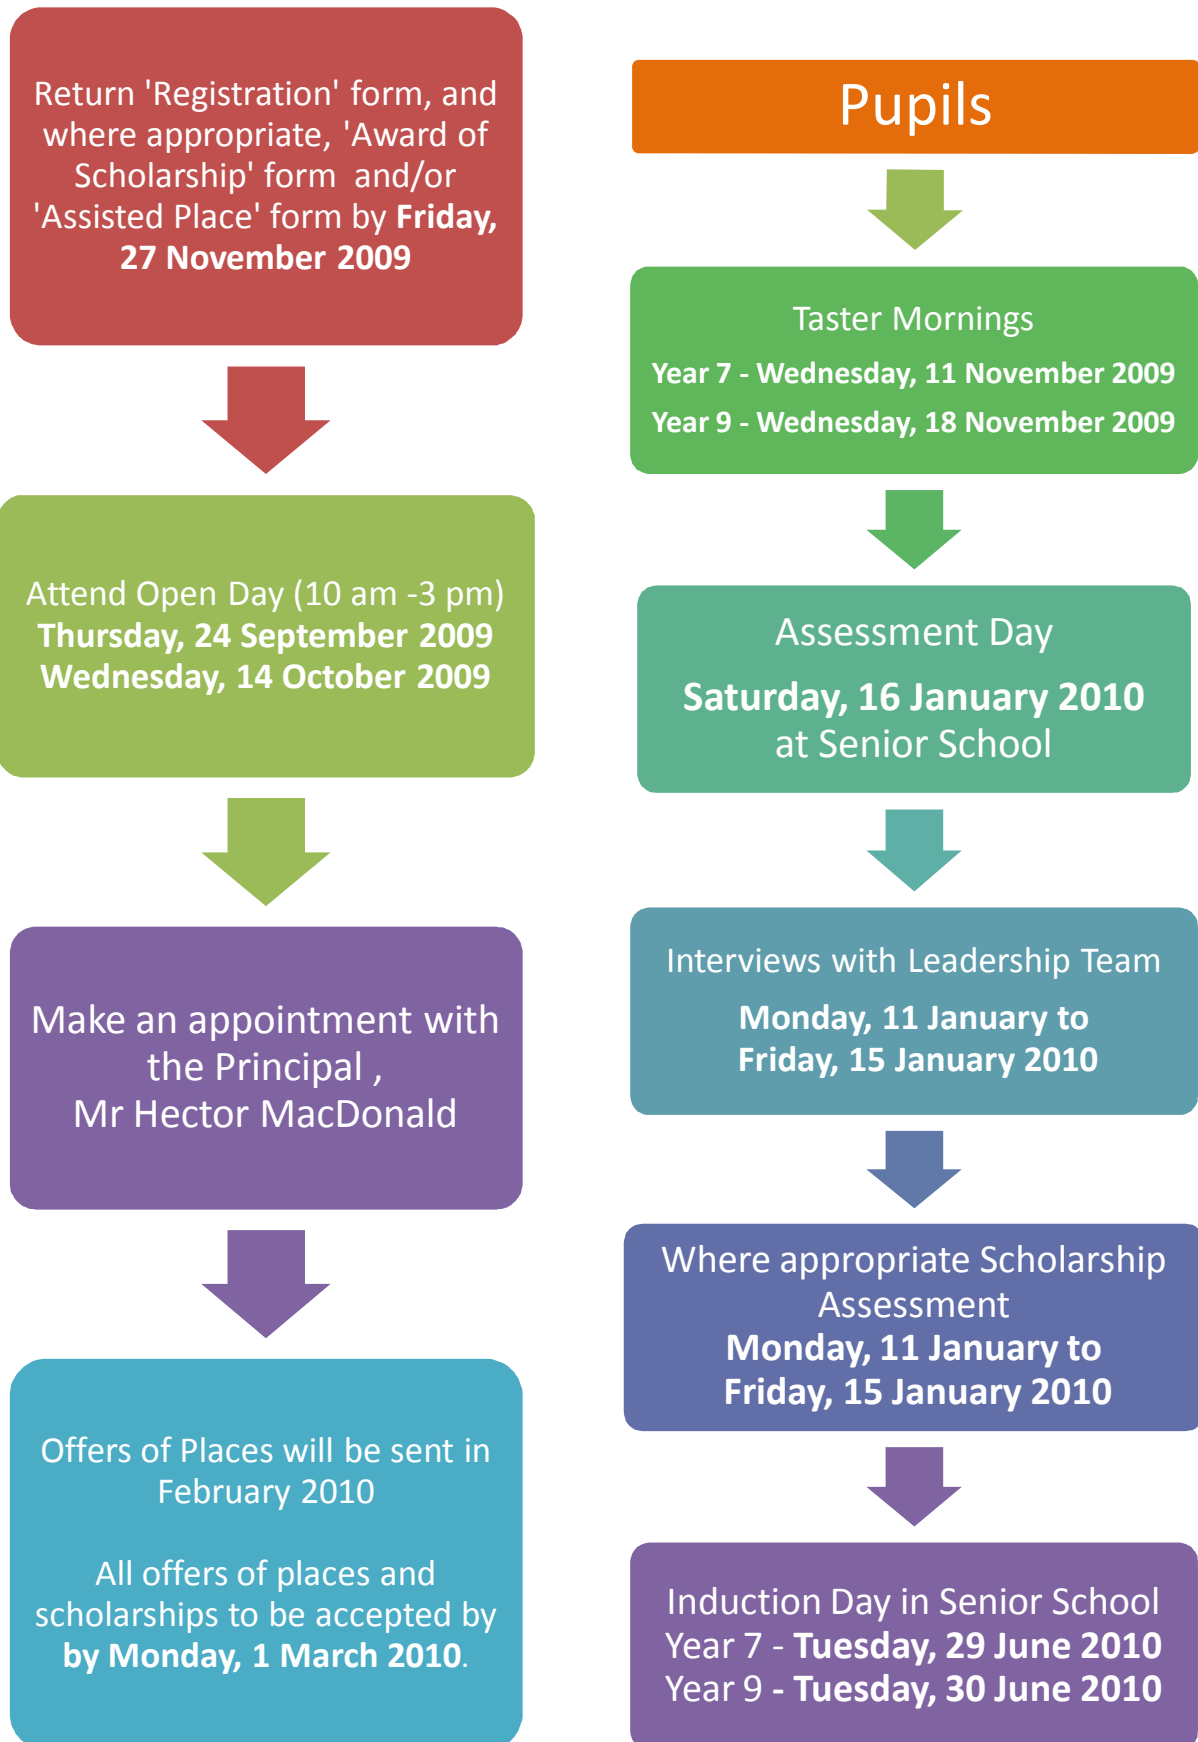 Return 'Registration' form, and
where appropriate, 'Award of
Scholarship' form and/or
'Assisted Place' form by Friday,
27 November 2009
Attend Open Day (10 am -3 pm)
Thursday, 24 September 2009
Wednesday, 14 October 2009
Make an appointment with
the Principal ,
Mr Hector MacDonald
Offers of Places will be sent in
February 2010
All offers of places and
scholarships to be accepted by
by Monday, 1 March 2010.
Pupils
Taster Mornings
Year 7 - Wednesday, 11 November 2009
Year 9 - Wednesday, 18 November 2009
Assessment Day
Saturday, 16 January 2010
at Senior School
Interviews with Leadership Team
Monday, 11 January to
Friday, 15 January 2010
Where appropriate Scholarship
Assessment
Monday, 11 January to
Friday, 15 January 2010
Induction Day in Senior School
Year 7 - Tuesday, 29 June 2010
Year 9 - Tuesday, 30 June 2010